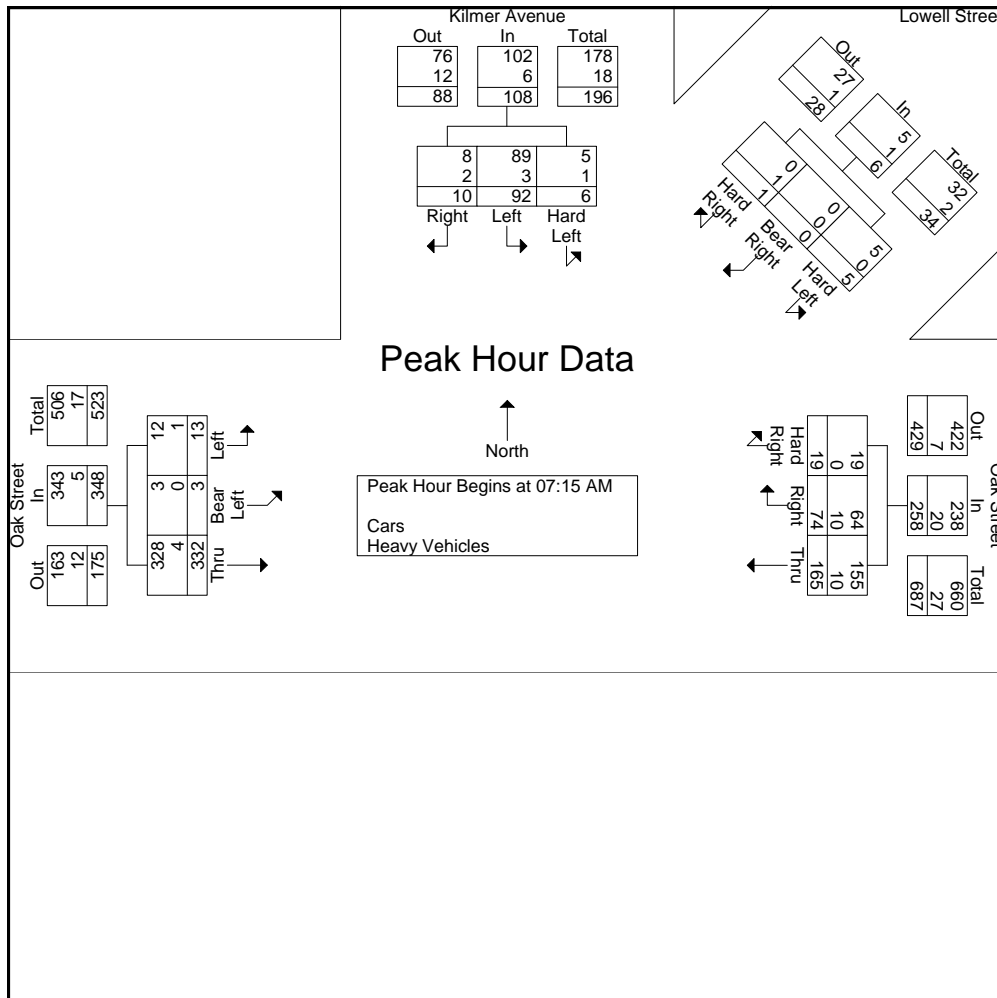 Kilmer Avenue
Out In Total
76 102 178
12 6 18
88 108 196
8 89 5
2 3 1
10 92 6
Right Left Hard Left
Lowell Stree
Out
27
1
28
In
5
1
6
Total
32
2
34
0 0 5
1 0 0
1 0 5
Hard Right
Bear Right
Hard Left
Peak Hour Data
North
Peak Hour Begins at 07:15 AM
Cars
Heavy Vehicles
Oak Street
Total
506
17
523
In
343
5
348
Out
163
12
175
12 1 13
Left
3 0 3
Bear Left
328 4 332
Thru
Oak Street
Out
422
7
429
In
238
20
258
Total
660
27
687
Hard Right
19 0 19
Right
74 10 64
Thru
165 10 155